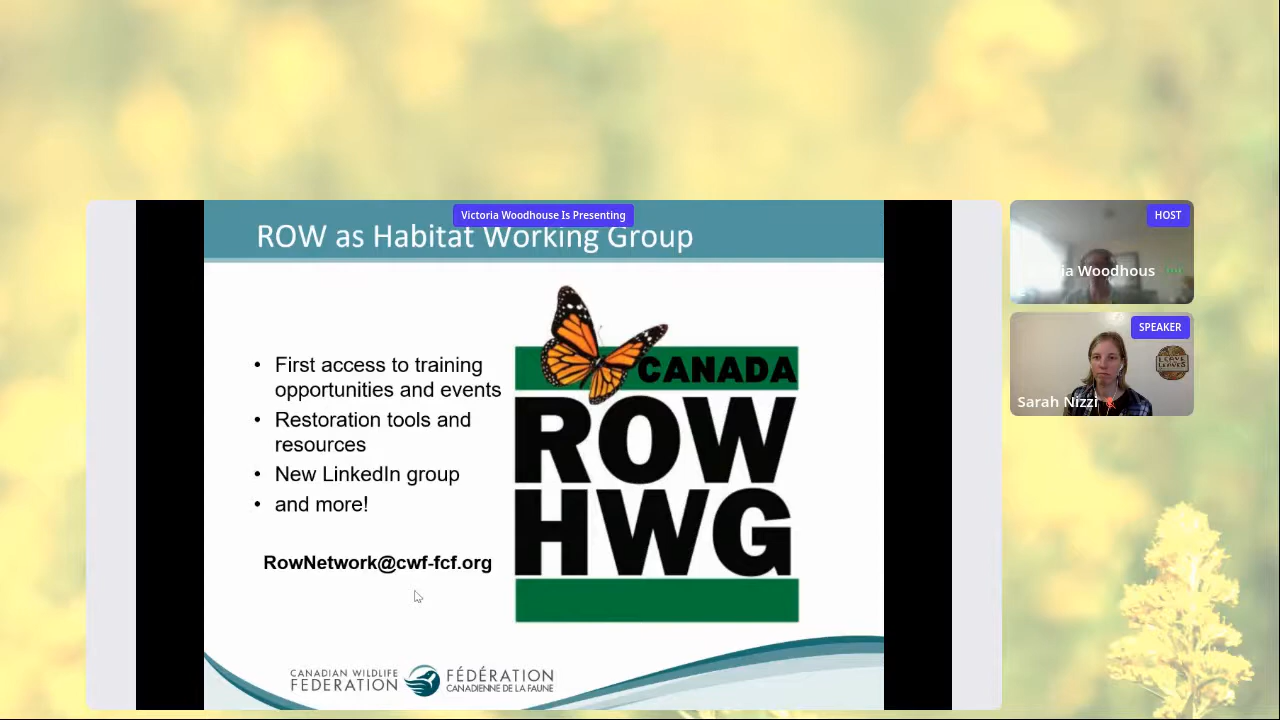 Victoria Woodhouse Is Presenting
ROW as Habitat Working Group
• First access to training
opportunities and events
• Restoration tools and
resources
• New LinkedIn group
• and more!
RowNetwork@cwf-fcf.org
CANADA
ROW
HWG
CANADIAN WILDLIFE
FEDERATION
FÉDÉRATION
CANADIENNE DE LA FAUNE
HOST
ia Woodhous
SPEAKER
LEAVE
LEAVES
Sarah Nizzi